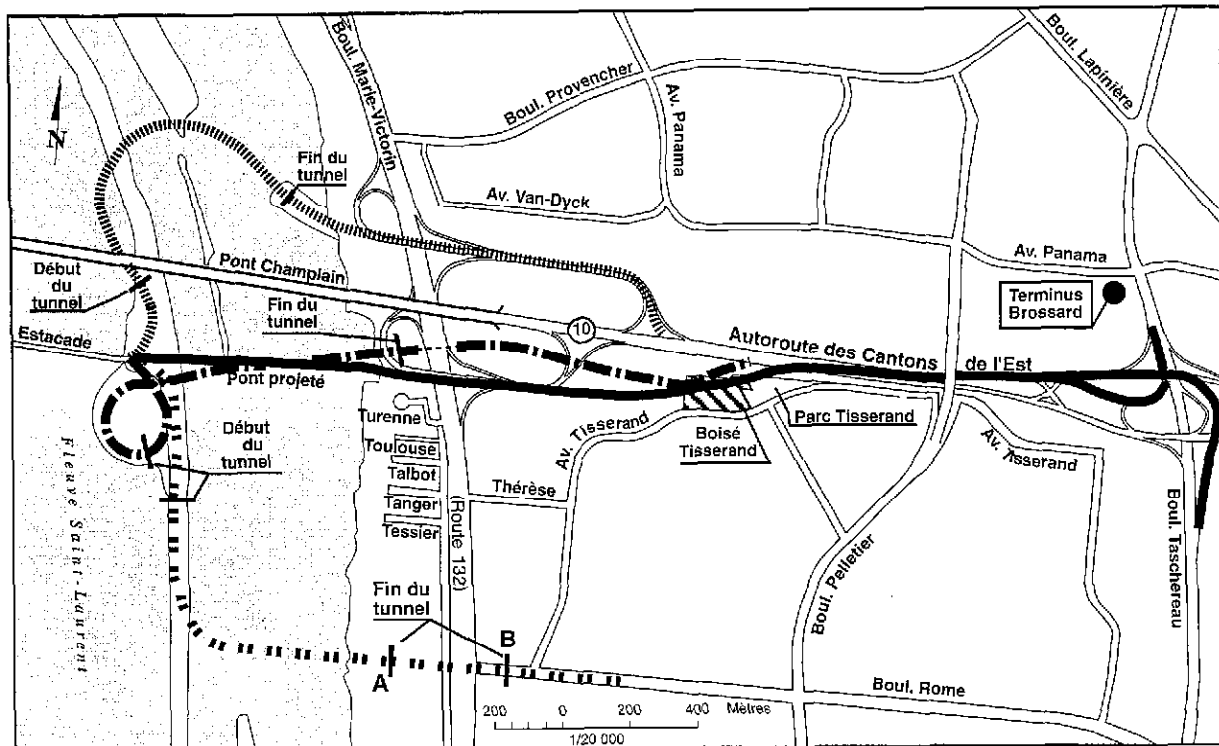 Boul. Marie-Victorin
Boul. Provencher
Av. Panama
Boul. Lapinière
N
Fin du
tunnel
Av. Van-Dyck
Av. Panama
Pont Champlain
Début
du
tunnel
Fin du
tunnel
10
Terminus
Brossard
Estacade
Autoroute des Cantons de l'Est
Pont projeté
Turenne
Toulouse
Talbot
Tanger
Tessier
Av. Tisserand
Boisé
Tisserand
Parc Tisserand
Av. Tisserand
Début
du
tunnel
Thérèse
(Route 132)
Fleuve Saint-Laurent
Boul. Pelletier
Boul. Taschereau
Fin du
tunnel
A
B
Boul. Rome
200 0 200 400 Mètres
1/20 000